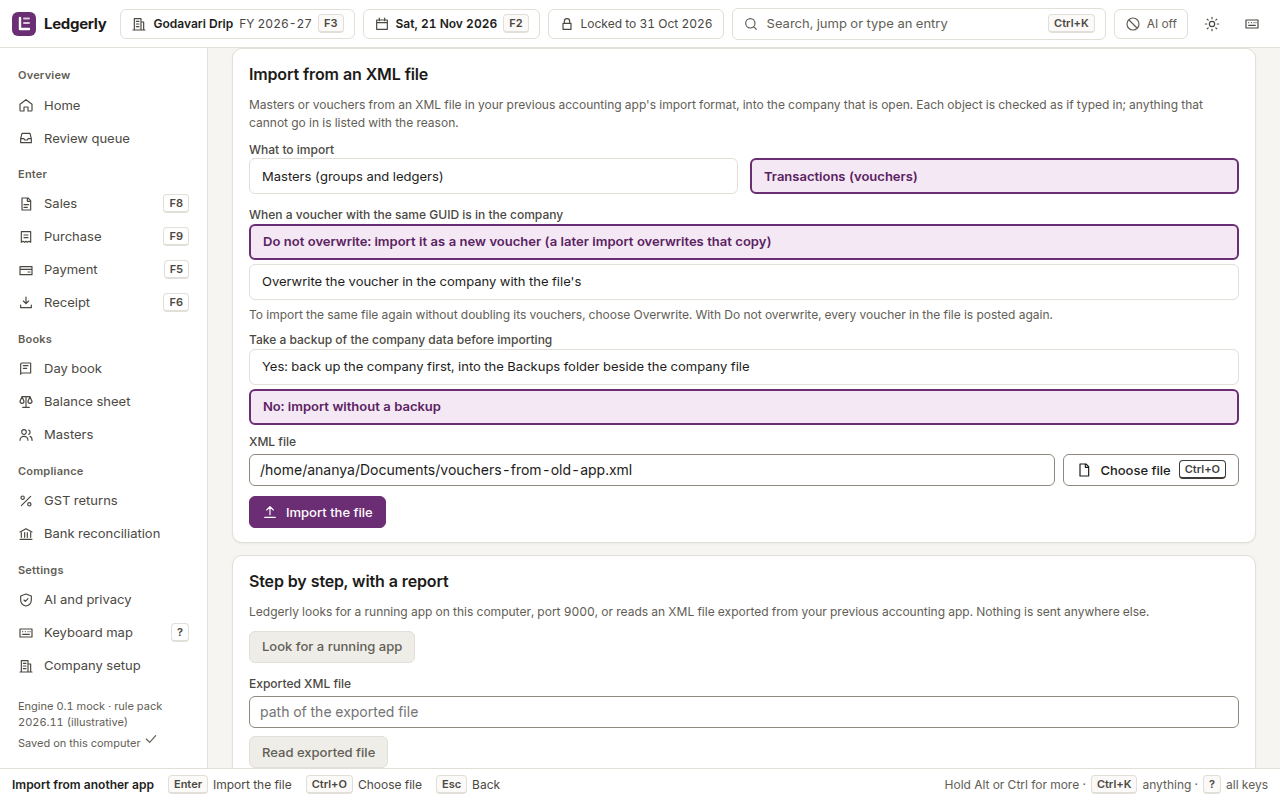 Ledgerly
Godavari Drip FY 2026-27 F3
Sat, 21 Nov 2026 F2
Locked to 31 Oct 2026
Search, jump or type an entry Ctrl+K
AI off
Overview
Home
Review queue
Enter
Sales F8
Purchase F9
Payment F5
Receipt F6
Books
Day book
Balance sheet
Masters
Compliance
GST returns
Bank reconciliation
Settings
AI and privacy
Keyboard map ?
Company setup
Engine 0.1 mock · rule pack
2026.11 (illustrative)
Saved on this computer
Import from an XML file
Masters or vouchers from an XML file in your previous accounting app's import format, into the company that is open. Each object is checked as if typed in; anything that
cannot go in is listed with the reason.
What to import
Masters (groups and ledgers)
Transactions (vouchers)
When a voucher with the same GUID is in the company
Do not overwrite: import it as a new voucher (a later import overwrites that copy)
Overwrite the voucher in the company with the file's
To import the same file again without doubling its vouchers, choose Overwrite. With Do not overwrite, every voucher in the file is posted again.
Take a backup of the company data before importing
Yes: back up the company first, into the Backups folder beside the company file
No: import without a backup
XML file
/home/ananya/Documents/vouchers-from-old-app.xml
Choose file Ctrl+O
Import the file
Step by step, with a report
Ledgerly looks for a running app on this computer, port 9000, or reads an XML file exported from your previous accounting app. Nothing is sent anywhere else.
Look for a running app
Exported XML file
path of the exported file
Read exported file
Import from another app Enter Import the file Ctrl+O Choose file Esc Back
Hold Alt or Ctrl for more · Ctrl+K anything · ? all keys